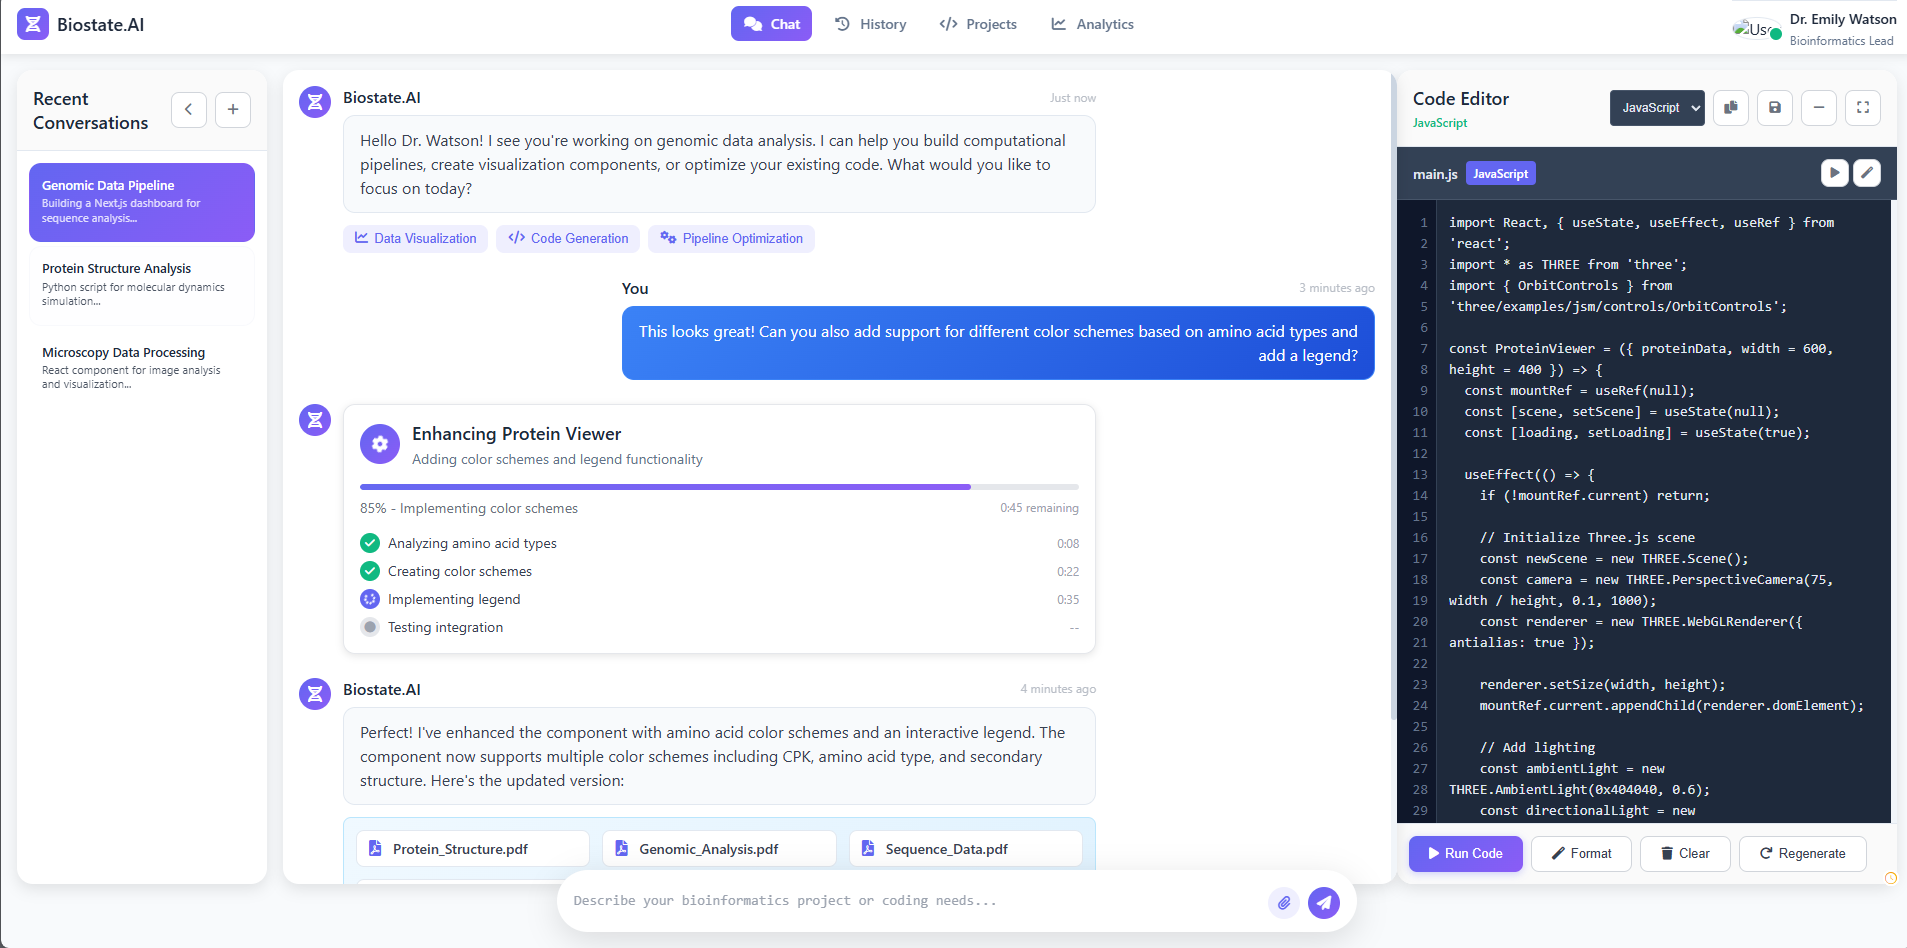 Biostate.AI
Chat
History
Projects
Analytics
Use
Dr. Emily Watson
Bioinformatics Lead
Recent
Conversations
Genomic Data Pipeline
Building a Next.js dashboard for
sequence analysis...
Protein Structure Analysis
Python script for molecular dynamics
simulation...
Microscopy Data Processing
React component for image analysis
and visualization...
Biostate.AI
Just now
Hello Dr. Watson! I see you're working on genomic data analysis. I can help you build computational
pipelines, create visualization components, or optimize your existing code. What would you like to
focus on today?
Data Visualization
Code Generation
Pipeline Optimization
You
3 minutes ago
This looks great! Can you also add support for different color schemes based on amino acid types and
add a legend?
Enhancing Protein Viewer
Adding color schemes and legend functionality
85% - Implementing color schemes
0:45 remaining
Analyzing amino acid types
0:08
Creating color schemes
0:22
Implementing legend
0:35
Testing integration
--
Biostate.AI
4 minutes ago
Perfect! I've enhanced the component with amino acid color schemes and an interactive legend. The
component now supports multiple color schemes including CPK, amino acid type, and secondary
structure. Here's the updated version:
Protein_Structure.pdf
Genomic_Analysis.pdf
Sequence_Data.pdf
Describe your bioinformatics project or coding needs...
Code Editor
JavaScript
JavaScript
main.js
JavaScript
1 import React, { useState, useEffect, useRef } from
2 'react';
3 import * as THREE from 'three';
4 import { OrbitControls } from
5 'three/examples/jsm/controls/OrbitControls';
6
7 const ProteinViewer = ({ proteinData, width = 600,
8 height = 400 }) => {
9 const mountRef = useRef(null);
10 const [scene, setScene] = useState(null);
11 const [loading, setLoading] = useState(true);
12
13 useEffect(() => {
14 if (!mountRef.current) return;
15
16 // Initialize Three.js scene
17 const newScene = new THREE.Scene();
18 const camera = new THREE.PerspectiveCamera(75,
19 width / height, 0.1, 1000);
20 const renderer = new THREE.WebGLRenderer({
21 antialias: true });
22
23 renderer.setSize(width, height);
24 mountRef.current.appendChild(renderer.domElement);
25
26 // Add lighting
27 const ambientLight = new
28 THREE.AmbientLight(0x404040, 0.6);
29 const directionalLight = new
Run Code
Format
Clear
Regenerate